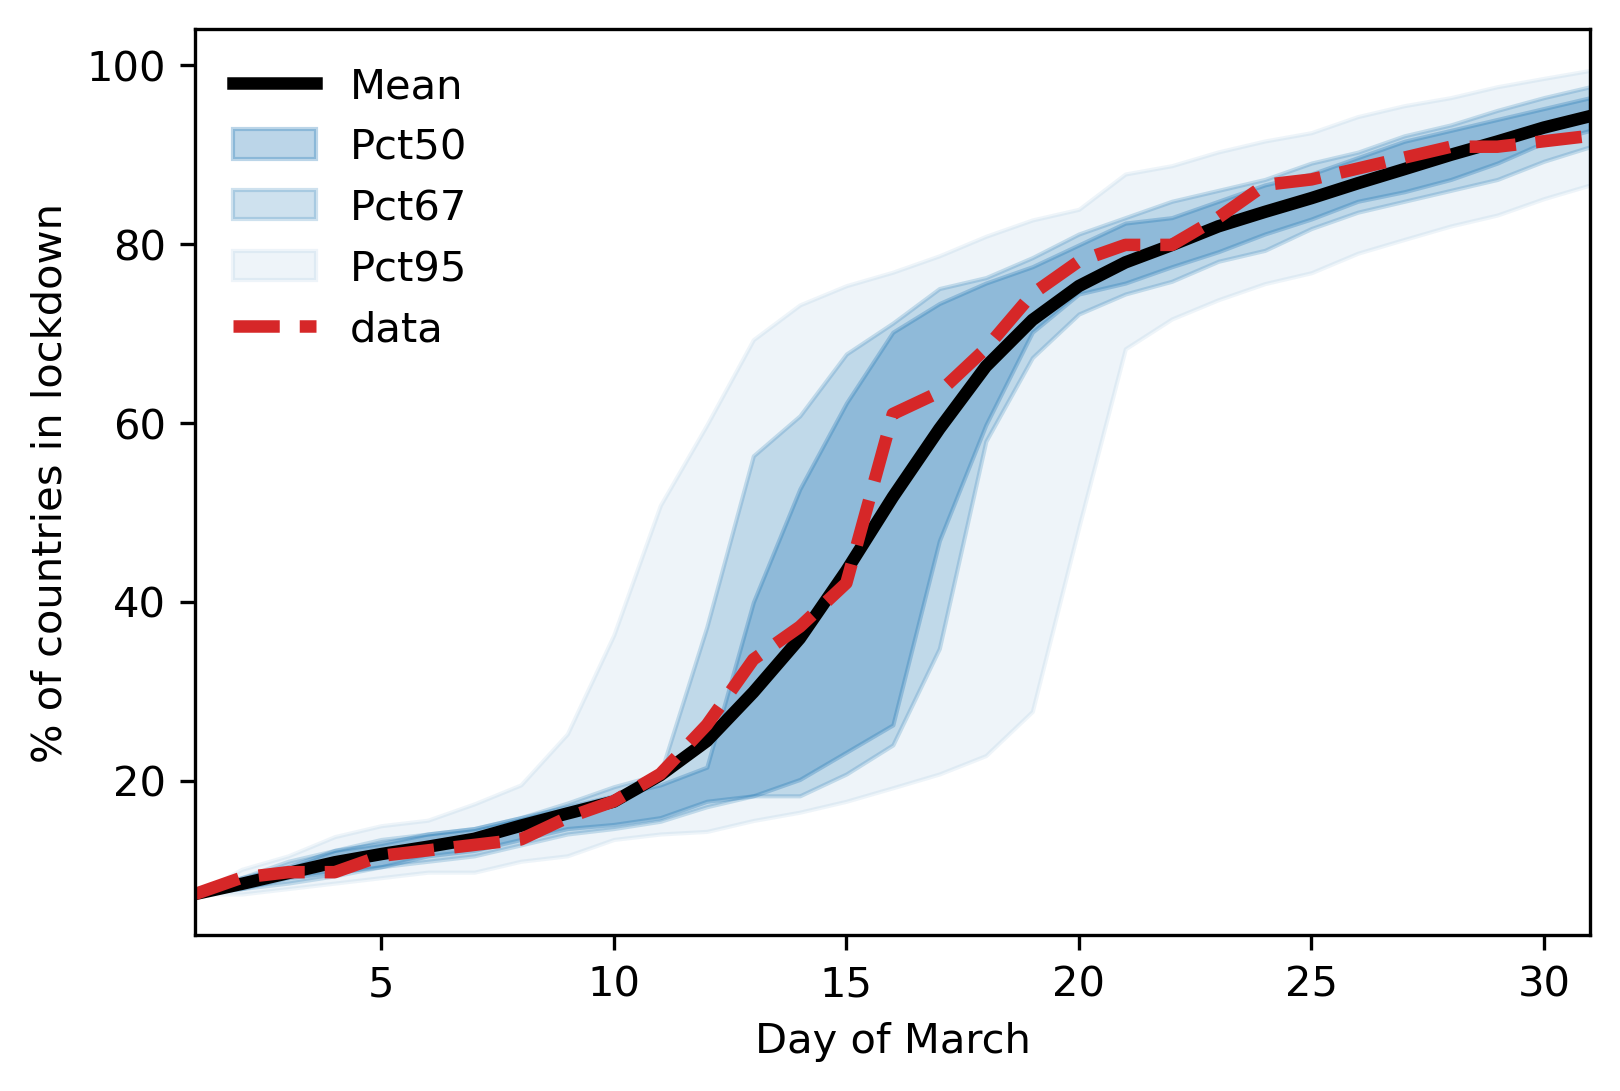 100
80
60
40
20
% of countries in lockdown
Mean
Pct50
Pct67
Pct95
data
5 10 15 20 25 30
Day of March